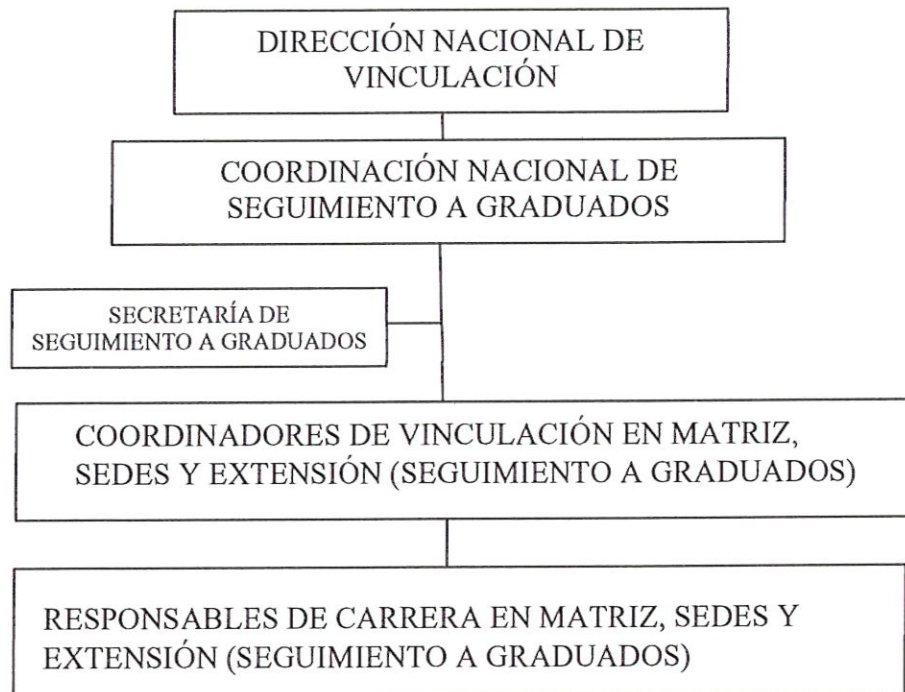 DIRECCIÓN NACIONAL DE
VINCULACIÓN
COORDINACIÓN NACIONAL DE
SEGUIMIENTO A GRADUADOS
SECRETARÍA DE
SEGUIMIENTO A GRADUADOS
COORDINADORES DE VINCULACIÓN EN MATRIZ,
SEDES Y EXTENSIÓN (SEGUIMIENTO A GRADUADOS)
RESPONSABLES DE CARRERA EN MATRIZ, SEDES Y
EXTENSIÓN (SEGUIMIENTO A GRADUADOS)